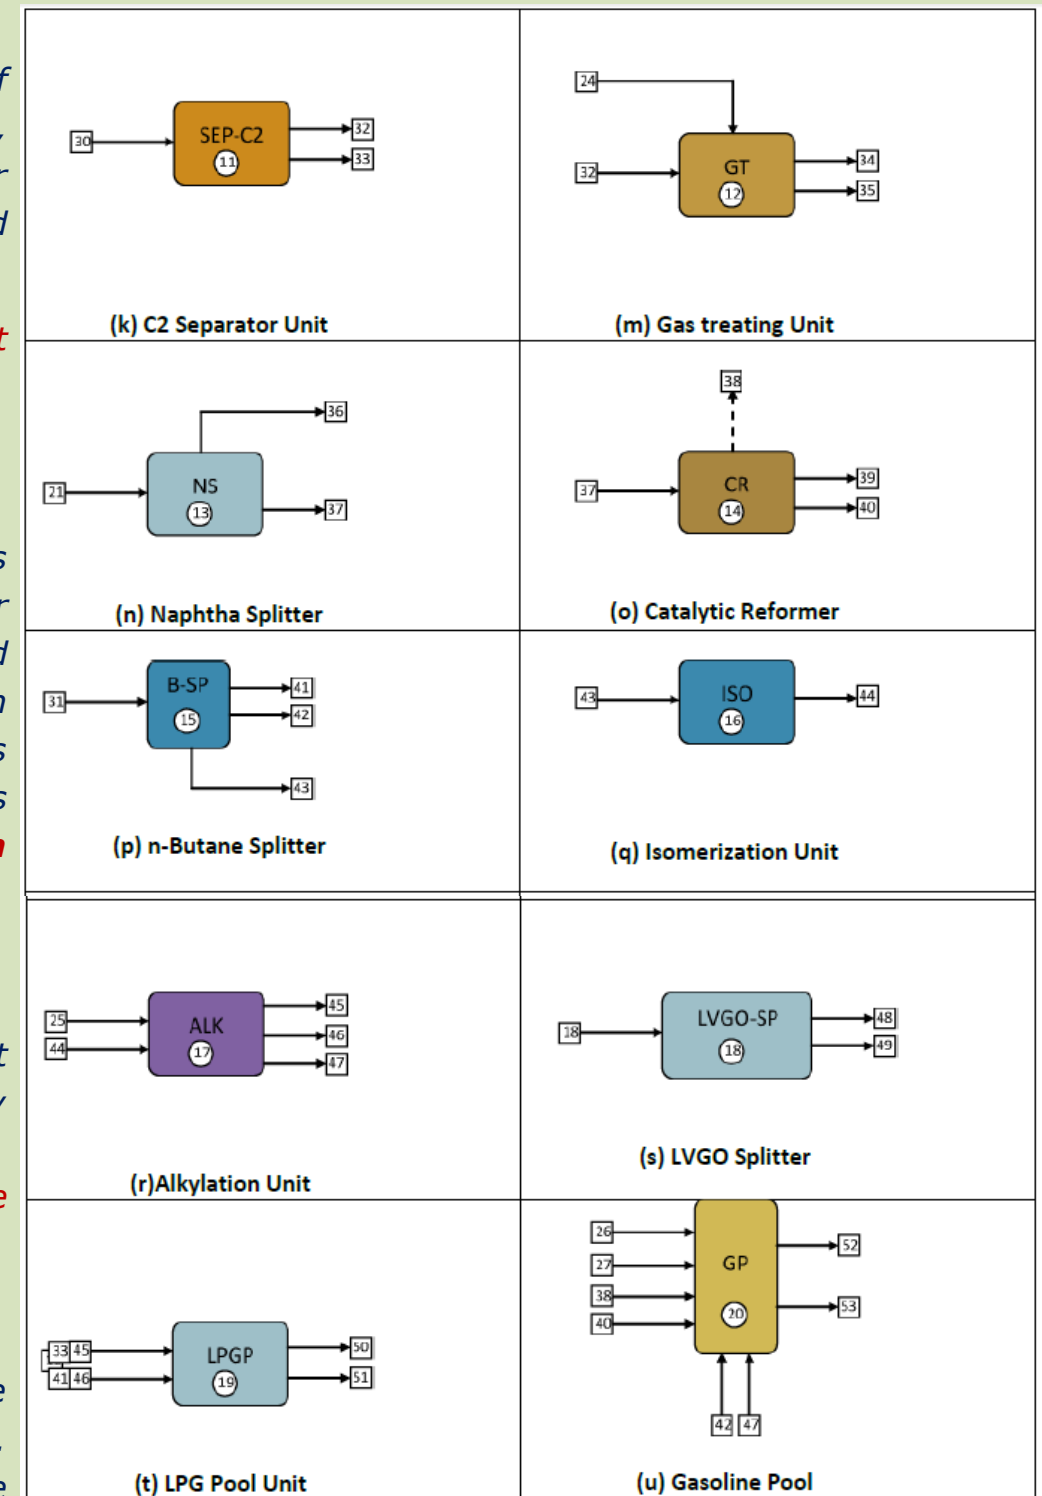 30
SEP-C2
11
32
33
(k) C2 Separator Unit
24
32
GT
12
34
35
(m) Gas treating Unit
21
NS
13
36
37
(n) Naphtha Splitter
38
37
CR
14
39
40
(o) Catalytic Reformer
31
B-SP
15
41
42
43
(p) n-Butane Splitter
43
ISO
16
44
(q) Isomerization Unit
25
44
ALK
17
45
46
47
(r)Alkylation Unit
18
LVGO-SP
18
48
49
(s) LVGO Splitter
33 45
41 46
LPGP
19
50
51
(t) LPG Pool Unit
26
27
38
40
GP
20
52
53
42 47
(u) Gasoline Pool